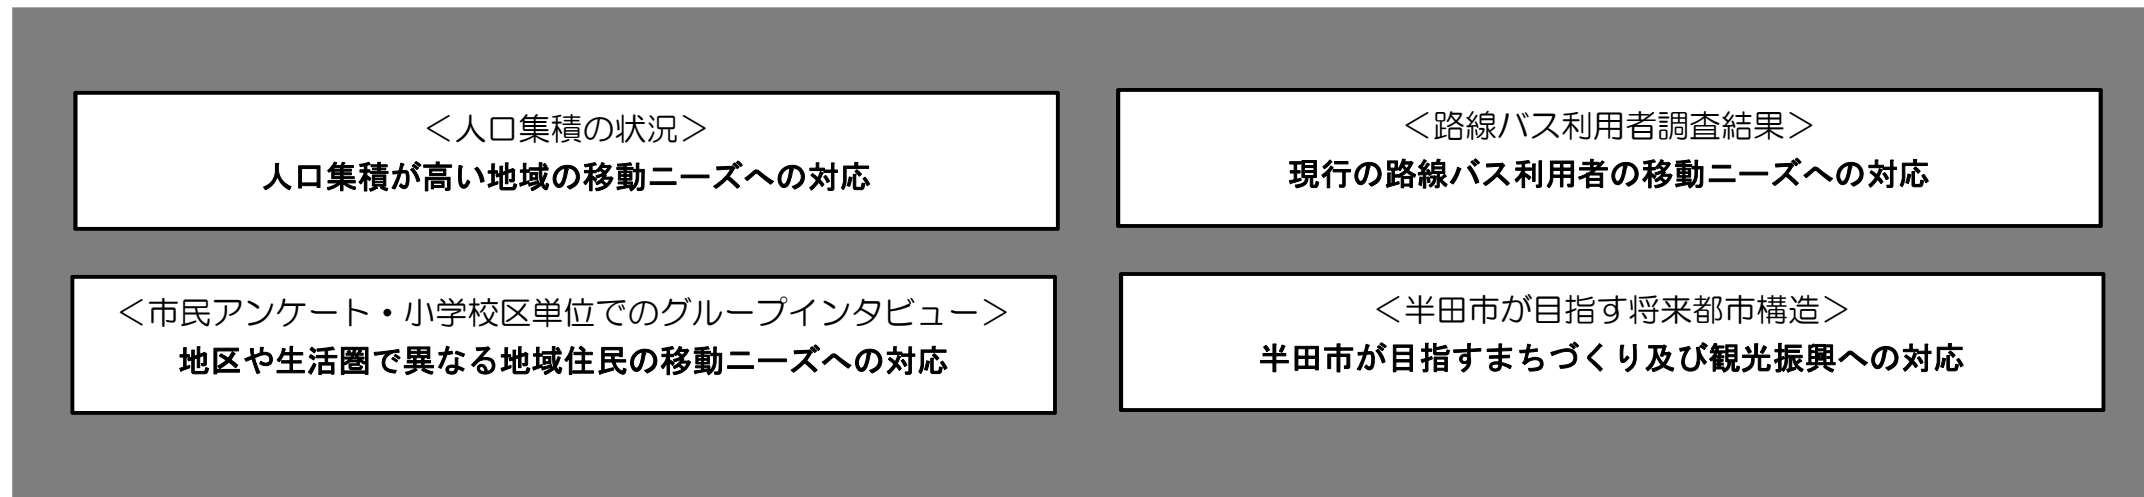 ＜人口集積の状況＞
人口集積が高い地域の移動ニーズへの対応
＜路線バス利用者調査結果＞
現行の路線バス利用者の移動ニーズへの対応
＜市民アンケート・小学校区単位でのグループインタビュー＞
地区や生活圏で異なる地域住民の移動ニーズへの対応
＜半田市が目指す将来都市構造＞
半田市が目指すまちづくり及び観光振興への対応